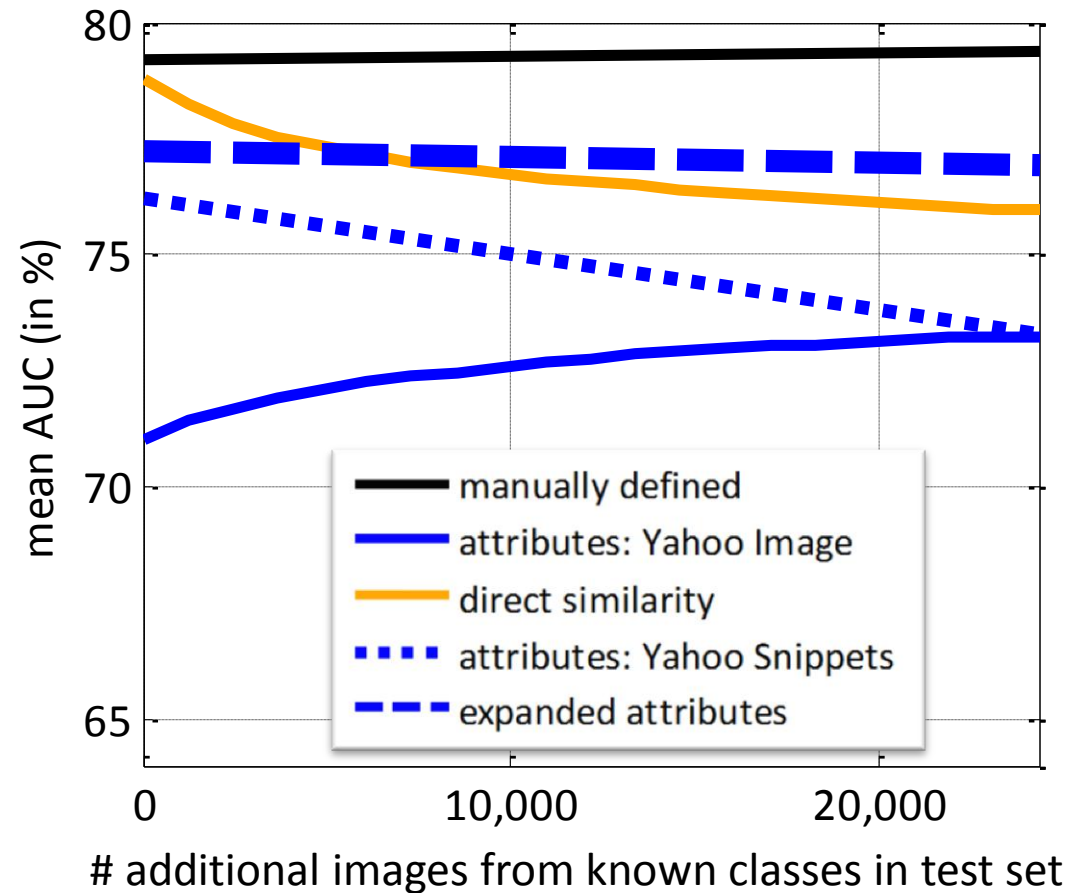 80
75
70
65
mean AUC (in %)
manually defined
attributes: Yahoo Image
direct similarity
attributes: Yahoo Snippets
expanded attributes
0 10,000 20,000
# additional images from known classes in test set